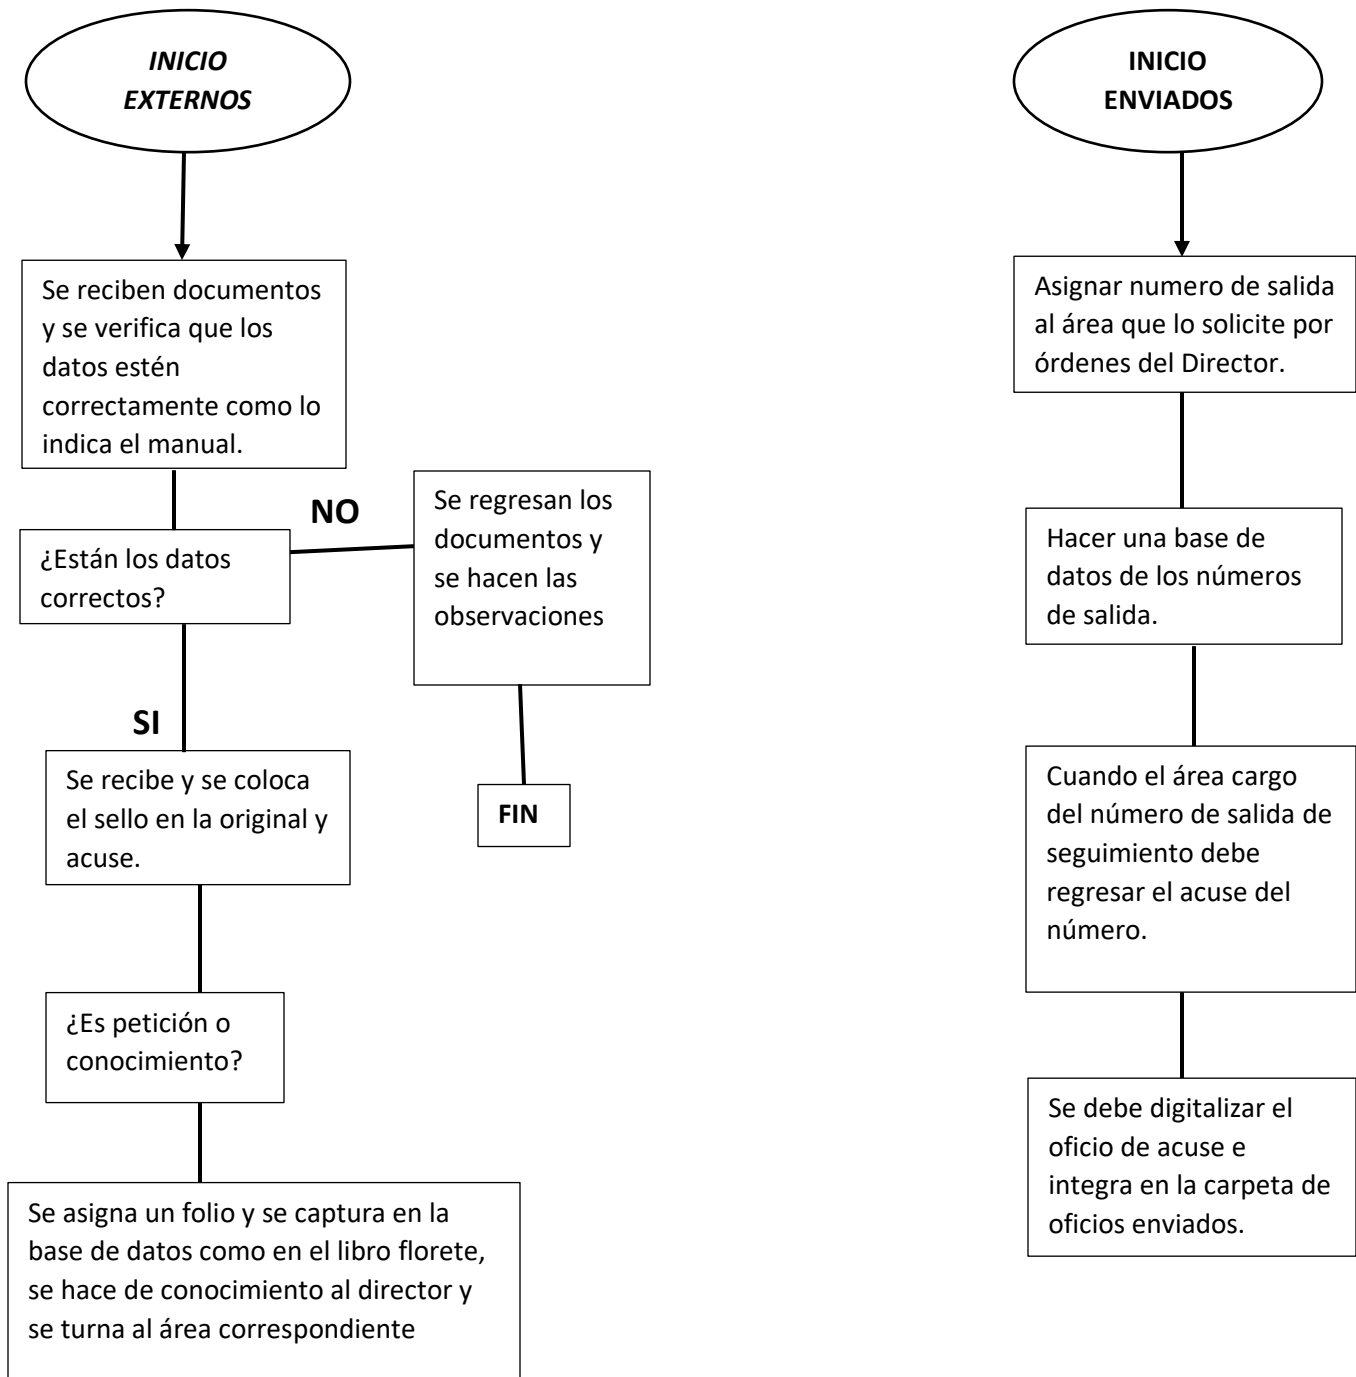 INICIO
EXTERNOS
Se reciben documentos
y se verifica que los
datos estén
correctamente como lo
indica el manual.
¿Están los datos
correctos?
NO
Se regresan los
documentos y
se hacen las
observaciones
FIN
SI
Se recibe y se coloca
el sello en la original y
acuse.
¿Es petición o
conocimiento?
Se asigna un folio y se captura en la
base de datos como en el libro florete,
se hace de conocimiento al director y
se turna al área correspondiente
INICIO
ENVIADOS
Asignar numero de salida
al área que lo solicite por
órdenes del Director.
Hacer una base de
datos de los números
de salida.
Cuando el área cargo
del número de salida de
seguimiento debe
regresar el acuse del
número.
Se debe digitalizar el
oficio de acuse e
integra en la carpeta de
oficios enviados.